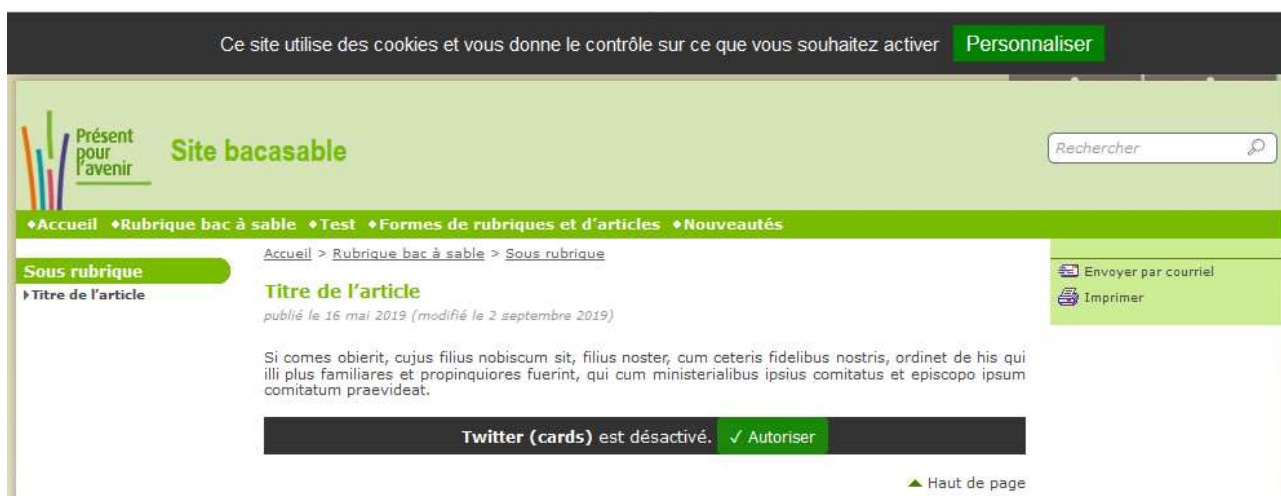 Ce site utilise des cookies et vous donne le contrôle sur ce que vous souhaitez activer Personnaliser
Présent
pour
l'avenir
Site bacasable
Rechercher
Accueil Rubrique bac à sable Test Formes de rubriques et d'articles Nouveautés
Sous rubrique
Titre de l'article
Accueil > Rubrique bac à sable > Sous rubrique
Titre de l'article
publié le 16 mai 2019 (modifié le 2 septembre 2019)
Si comes obierit, cujus filius nobiscum sit, filius noster, cum ceteris fidelibus nostris, ordinet de his qui
illi plus familiares et propinquiores fuerint, qui cum ministerialibus ipsius comitatus et episcopo ipsum
comitatum praevideat.
Twitter (cards) est désactivé. ✓ Autoriser
Haut de page
Envoyer par courriel
Imprimer